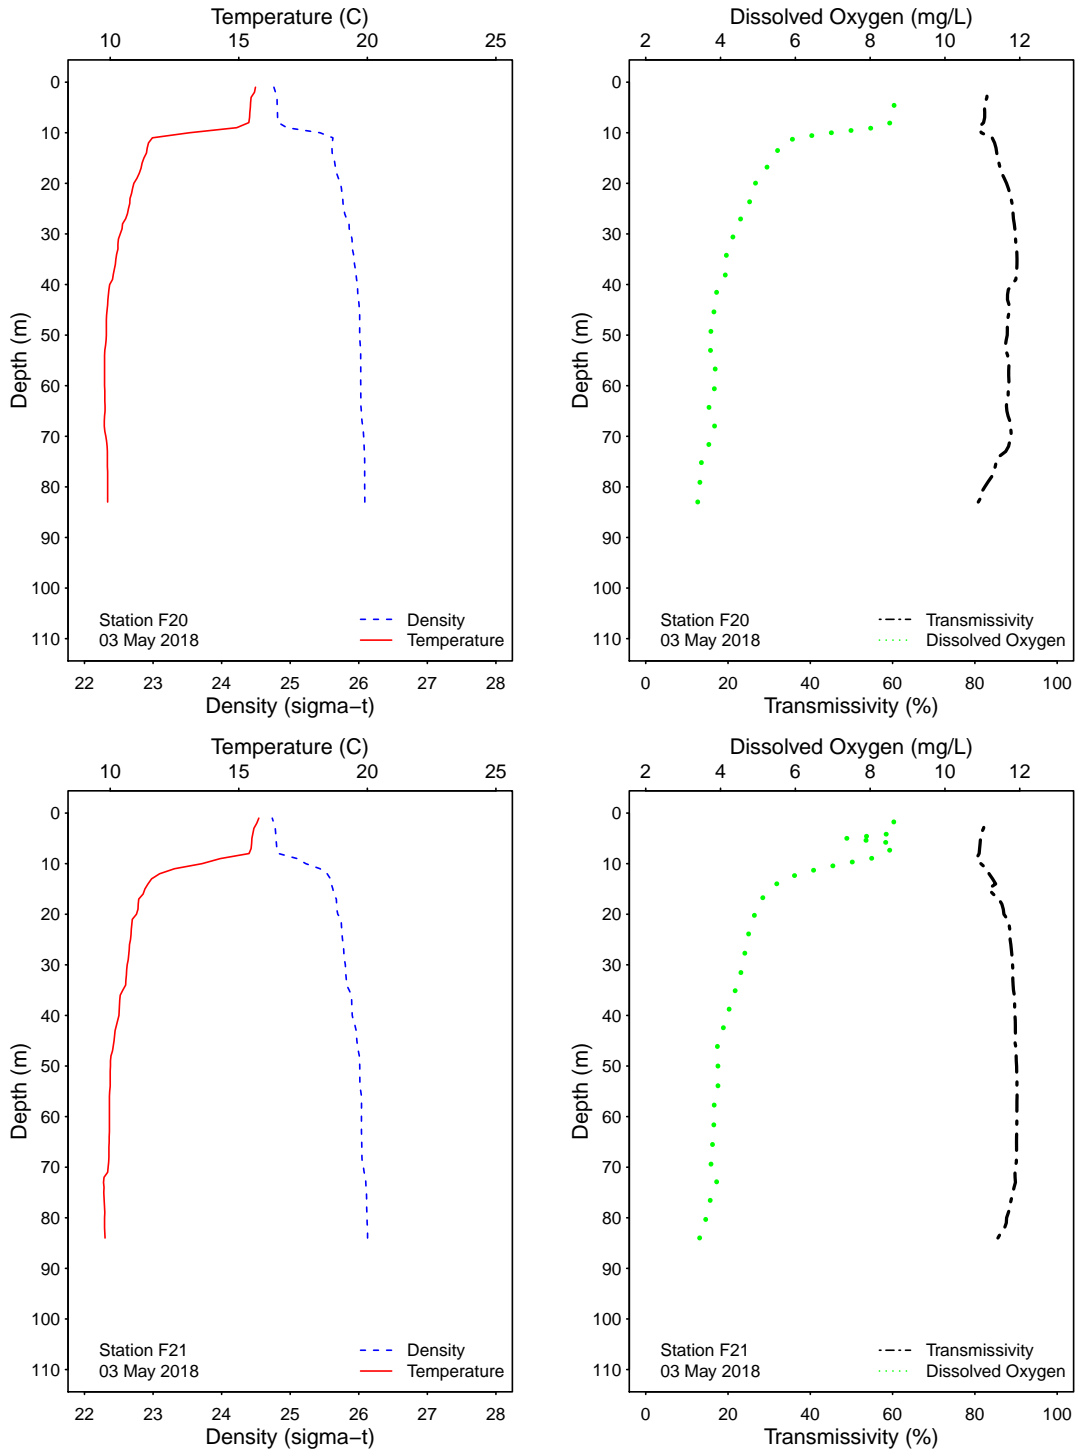 Temperature (C)
10 15 20 25
0
10
20
30
40
50
60
70
80
90
100
110
Depth (m)
Station F20
03 May 2018
Density
Temperature
22 23 24 25 26 27 28
Density (sigma−t)
Dissolved Oxygen (mg/L)
2 4 6 8 10 12
0
10
20
30
40
50
60
70
80
90
100
110
Depth (m)
Station F20
03 May 2018
Transmissivity
Dissolved Oxygen
0 20 40 60 80 100
Transmissivity (%)
Temperature (C)
10 15 20 25
0
10
20
30
40
50
60
70
80
90
100
110
Depth (m)
Station F21
03 May 2018
Density
Temperature
22 23 24 25 26 27 28
Density (sigma−t)
Dissolved Oxygen (mg/L)
2 4 6 8 10 12
0
10
20
30
40
50
60
70
80
90
100
110
Depth (m)
Station F21
03 May 2018
Transmissivity
Dissolved Oxygen
0 20 40 60 80 100
Transmissivity (%)